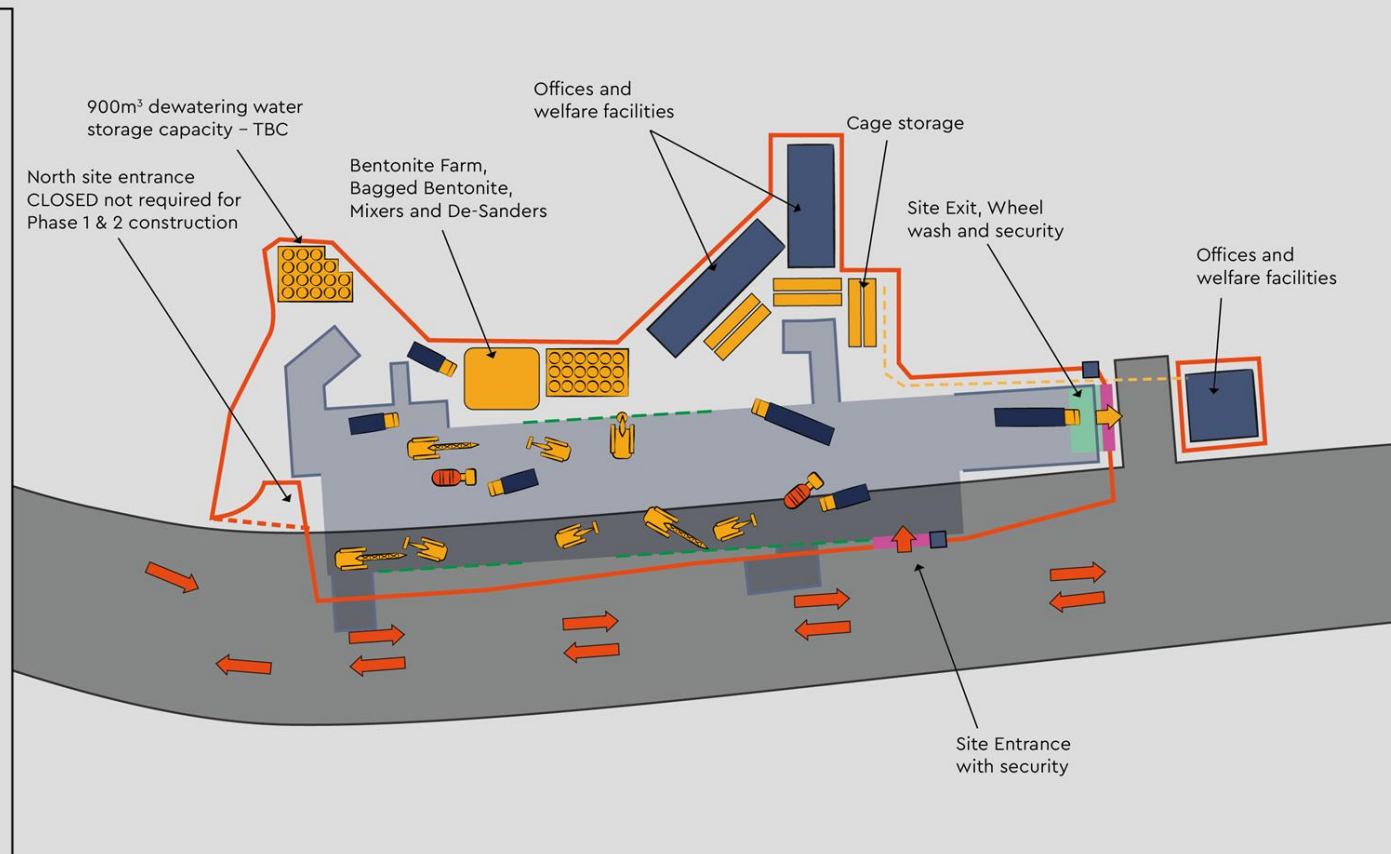 Offices and
welfare facilities
900m³ dewatering water
storage capacity – TBC
Cage storage
Bentonite Farm,
Bagged Bentonite,
Mixers and De-Sanders
North site entrance
CLOSED not required for
Phase 1 & 2 construction
Site Exit, Wheel
wash and security
Offices and
welfare facilities
Site Entrance
with security